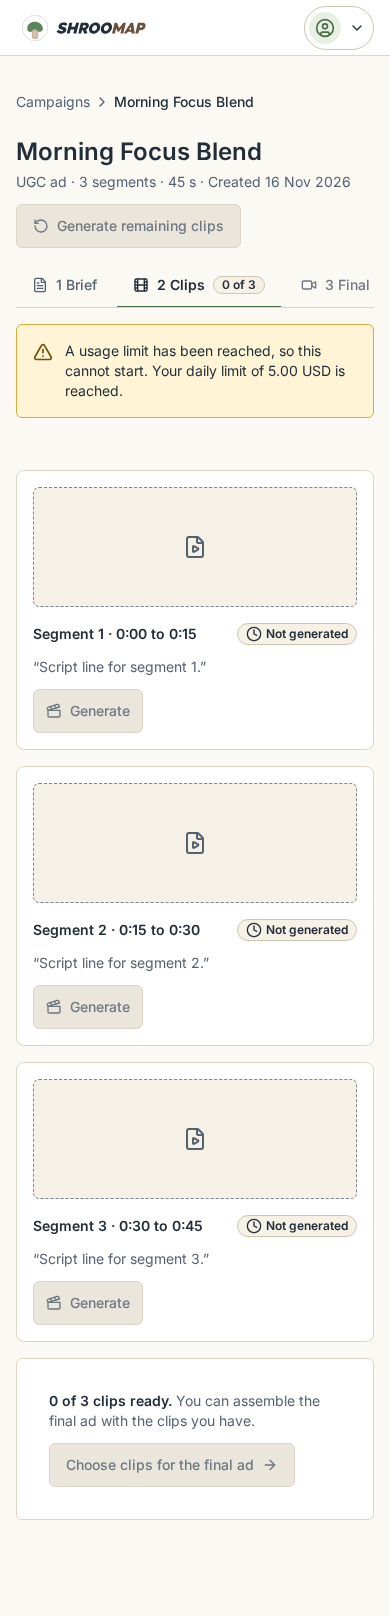 SHROOMAP
Campaigns > Morning Focus Blend
Morning Focus Blend
UGC ad · 3 segments · 45 s · Created 16 Nov 2026
Generate remaining clips
1 Brief
2 Clips
0 of 3
3 Final
A usage limit has been reached, so this
cannot start. Your daily limit of 5.00 USD is
reached.
Segment 1 · 0:00 to 0:15
Not generated
“Script line for segment 1.”
Generate
Segment 2 · 0:15 to 0:30
Not generated
“Script line for segment 2.”
Generate
Segment 3 · 0:30 to 0:45
Not generated
“Script line for segment 3.”
Generate
0 of 3 clips ready. You can assemble the
final ad with the clips you have.
Choose clips for the final ad →